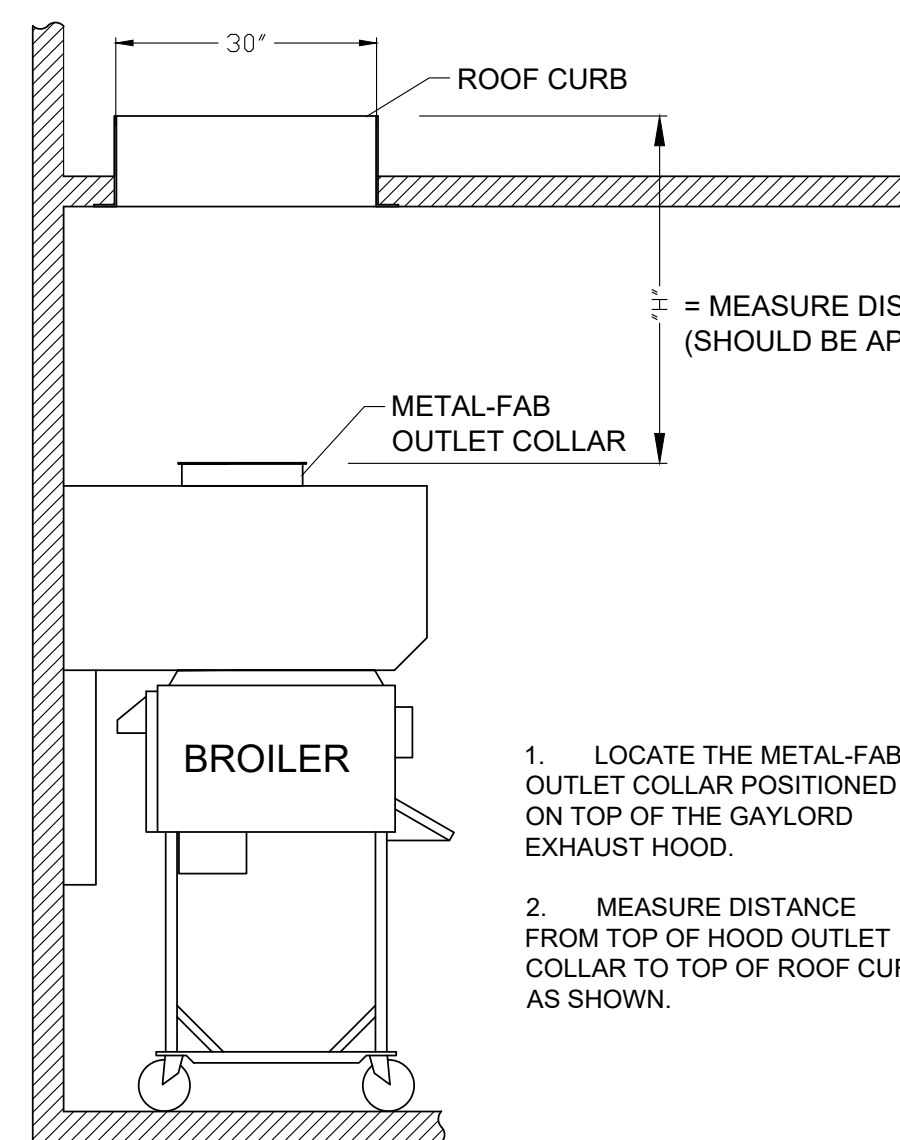 30"
ROOF CURB
"H"
= MEASURE DIS
(SHOULD BE AP
METAL-FAB
OUTLET COLLAR
BROILER
1. LOCATE THE METAL-FAB
OUTLET COLLAR POSITIONED
ON TOP OF THE GAYLORD
EXHAUST HOOD.
2. MEASURE DISTANCE
FROM TOP OF HOOD OUTLET
COLLAR TO TOP OF ROOF CUR
AS SHOWN.